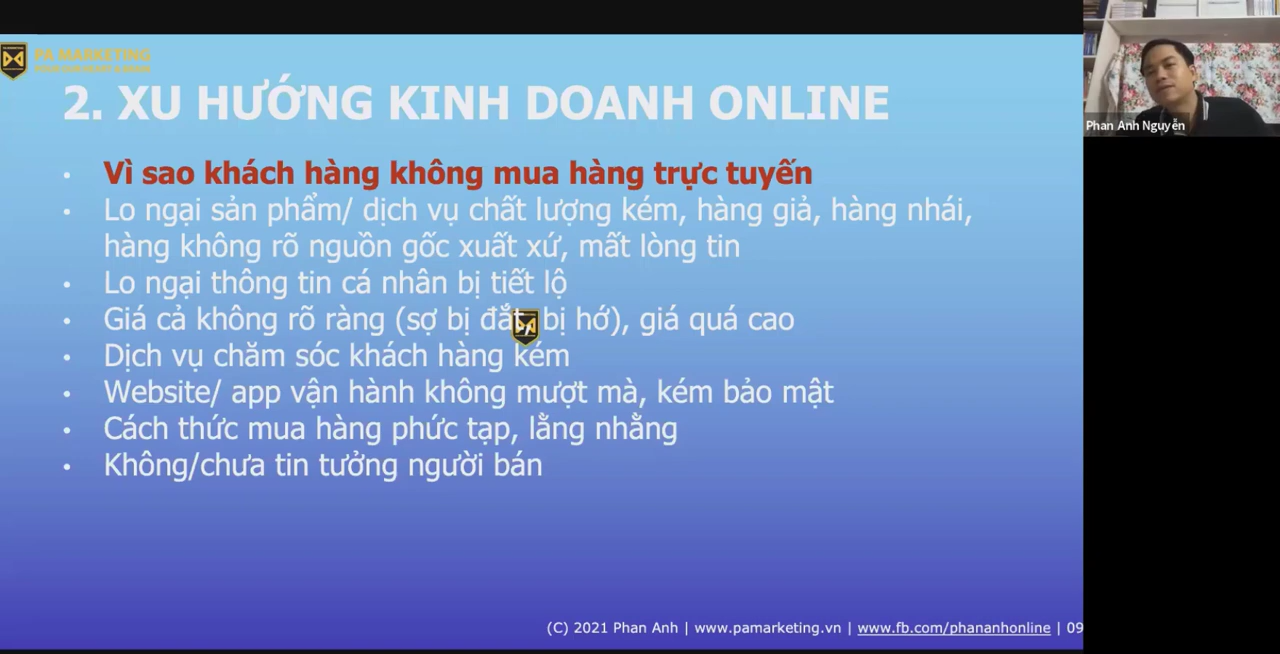 PA MARKETING
2. XU HƯỚNG KINH DOANH ONLINE
Vì sao khách hàng không mua hàng trực tuyến
Lo ngại sản phẩm/ dịch vụ chất lượng kém, hàng giả, hàng nhái,
hàng không rõ nguồn gốc xuất xứ, mất lòng tin
Lo ngại thông tin cá nhân bị tiết lộ
Giá cả không rõ ràng (sợ bị đắt, bị hớ), giá quá cao
Dịch vụ chăm sóc khách hàng kém
Website/ app vận hành không mượt mà, kém bảo mật
Cách thức mua hàng phức tạp, lằng nhằng
Không/chưa tin tưởng người bán
(C) 2021 Phan Anh | www.pamarketing.vn | www.fb.com/phananhonline | 09
Phan Anh Nguyễn